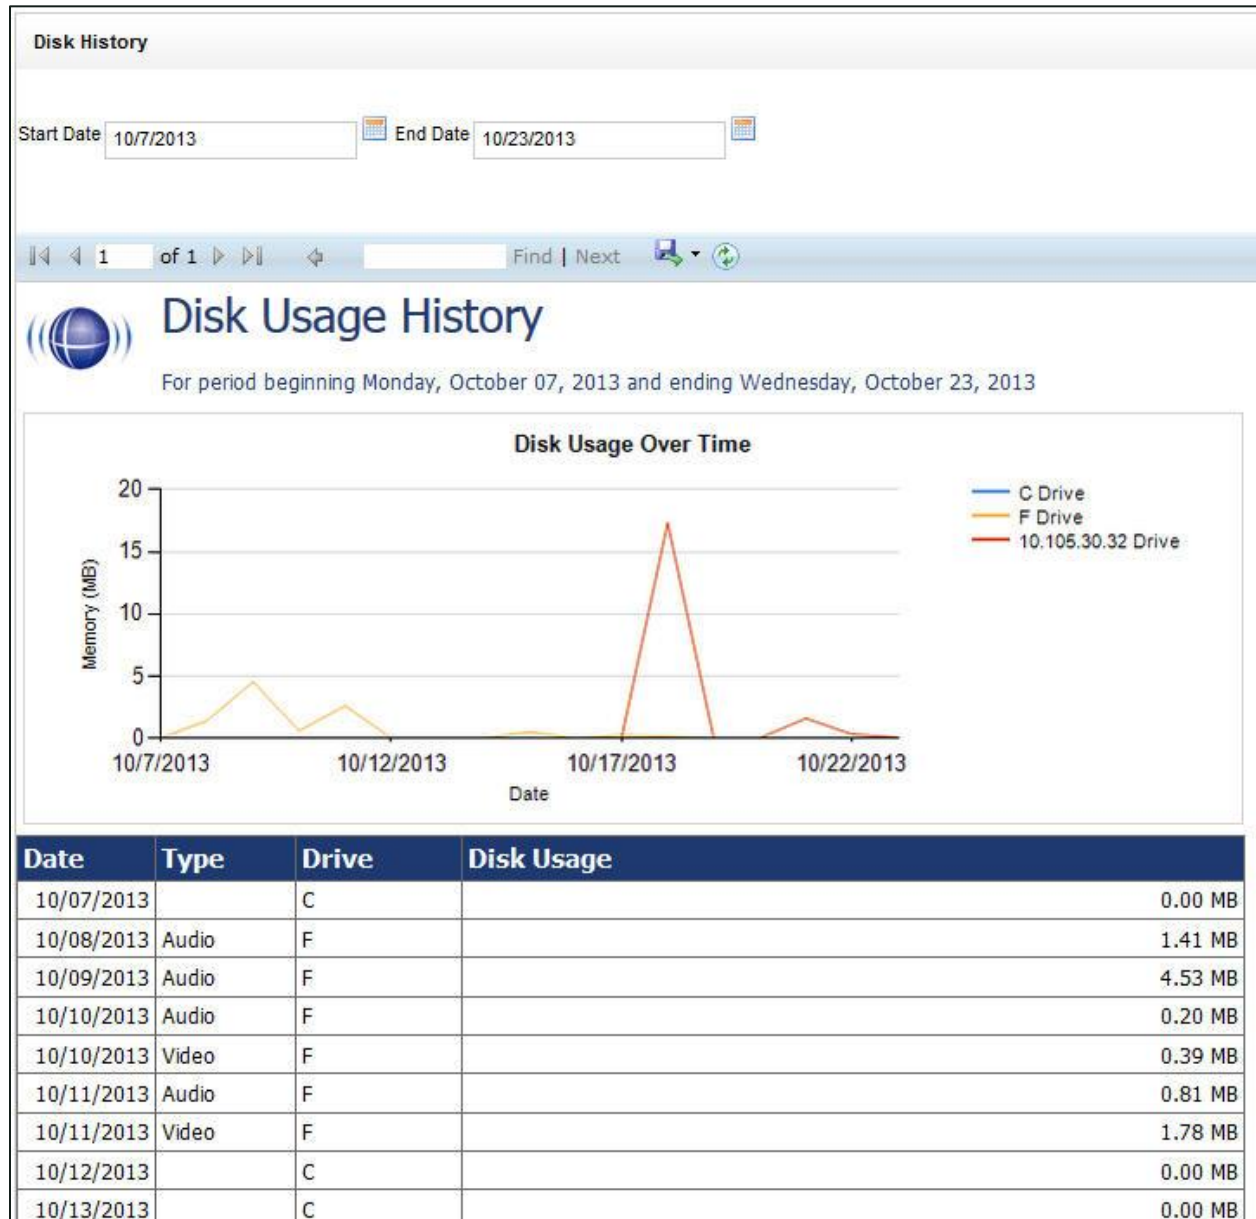 Disk History
Start Date 10/7/2013 End Date 10/23/2013
1 of 1 Find | Next
Disk Usage History
For period beginning Monday, October 07, 2013 and ending Wednesday, October 23, 2013
Disk Usage Over Time
20
15
10
5
0
Memory (MB)
10/7/2013 10/12/2013 10/17/2013 10/22/2013
Date
C Drive
F Drive
10.105.30.32 Drive
Date Type Drive Disk Usage
10/07/2013 C 0.00 MB
10/08/2013 Audio F 1.41 MB
10/09/2013 Audio F 4.53 MB
10/10/2013 Audio F 0.20 MB
10/10/2013 Video F 0.39 MB
10/11/2013 Audio F 0.81 MB
10/11/2013 Video F 1.78 MB
10/12/2013 C 0.00 MB
10/13/2013 C 0.00 MB